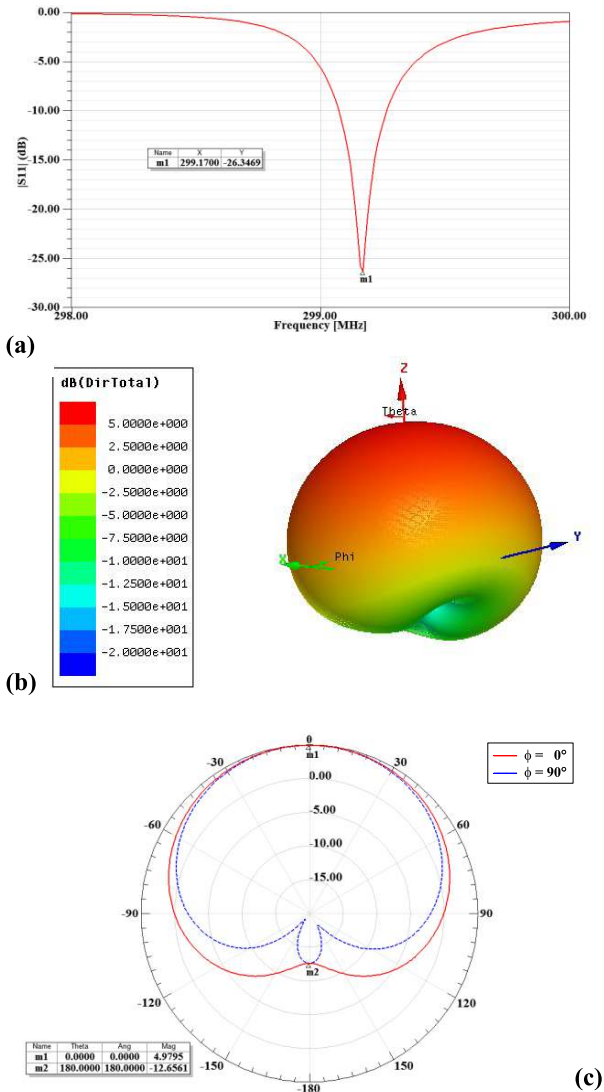 0.00
-5.00
-10.00
-15.00
-20.00
-25.00
-30.00
|S11| (dB)
Name X Y
m1 299.1700 -26.3469
m1
298.00 299.00 300.00
Frequency [MHz]
(a)
dB(DirTotal)
5.0000e+000
2.5000e+000
0.0000e+000
-2.5000e+000
-5.0000e+000
-7.5000e+000
-1.0000e+001
-1.2500e+001
-1.5000e+001
-1.7500e+001
-2.0000e+001
Z
Theta
Y
X
Phi
(b)
0
m1
-30 30
0.00
-60 60
-5.00
-10.00
-15.00
-90 90
m2
-120 120
-150 150
-180
ϕ = 0°
ϕ = 90°
Name Theta Ang Mag
m1 0.0000 0.0000 4.9795
m2 180.0000 180.0000 -12.6561
(c)